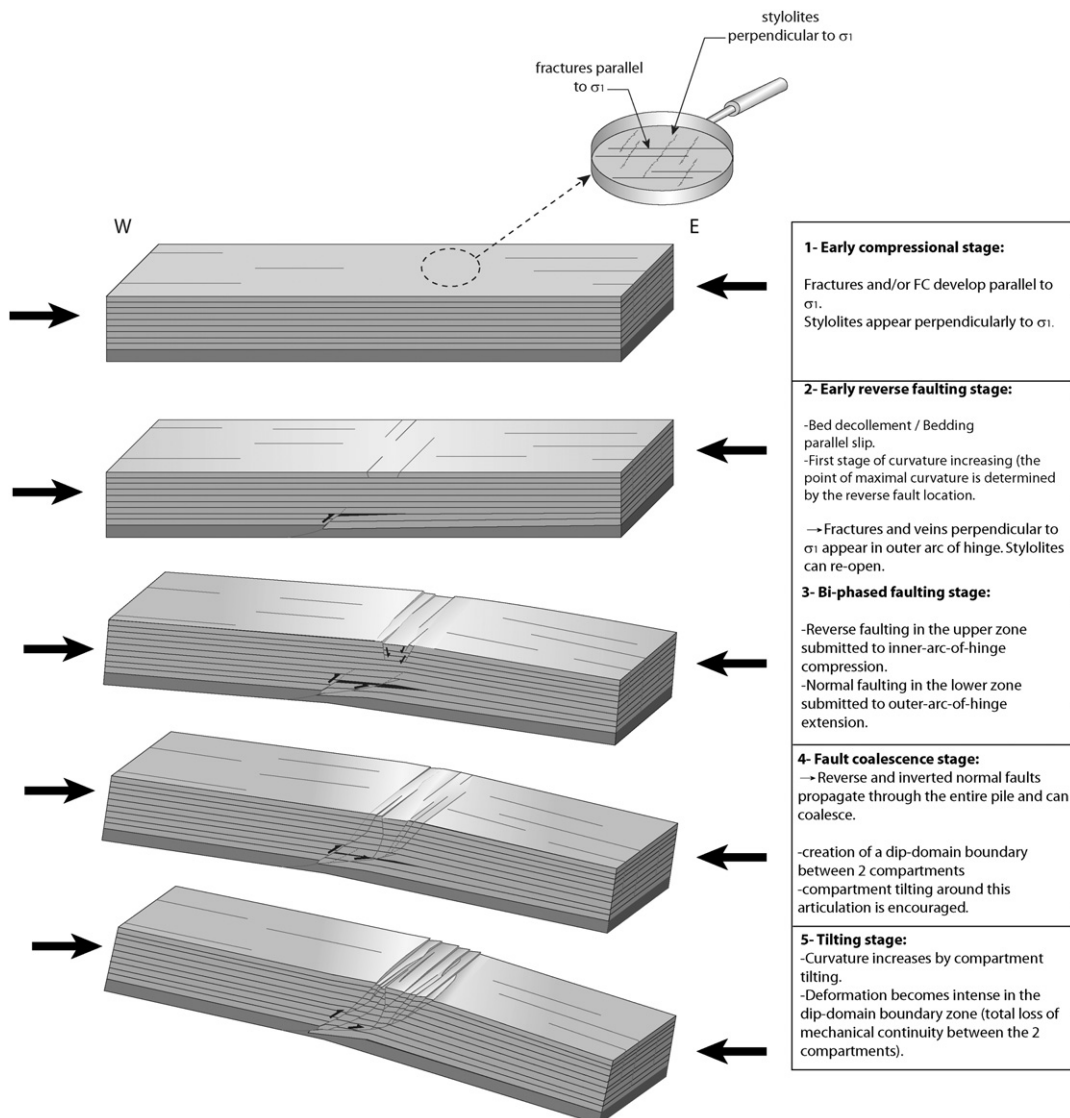 stylolites
perpendicular to σ1
fractures parallel
to σ1
W
E
1- Early compressional stage:
Fractures and/or FC develop parallel to
σ1.
Stylolites appear perpendicularly to σ1.
2- Early reverse faulting stage:
-Bed decollement / Bedding
parallel slip.
-First stage of curvature increasing (the
point of maximal curvature is determined
by the reverse fault location.
→Fractures and veins perpendicular to
σ1 appear in outer arc of hinge. Stylolites
can re-open.
3- Bi-phased faulting stage:
-Reverse faulting in the upper zone
submitted to inner-arc-of-hinge
compression.
-Normal faulting in the lower zone
submitted to outer-arc-of-hinge
extension.
4- Fault coalescence stage:
→Reverse and inverted normal faults
propagate through the entire pile and can
coalesce.
-creation of a dip-domain boundary
between 2 compartments
-compartment tilting around this
articulation is encouraged.
5- Tilting stage:
-Curvature increases by compartment
tilting.
-Deformation becomes intense in the
dip-domain boundary zone (total loss of
mechanical continuity between the 2
compartments).